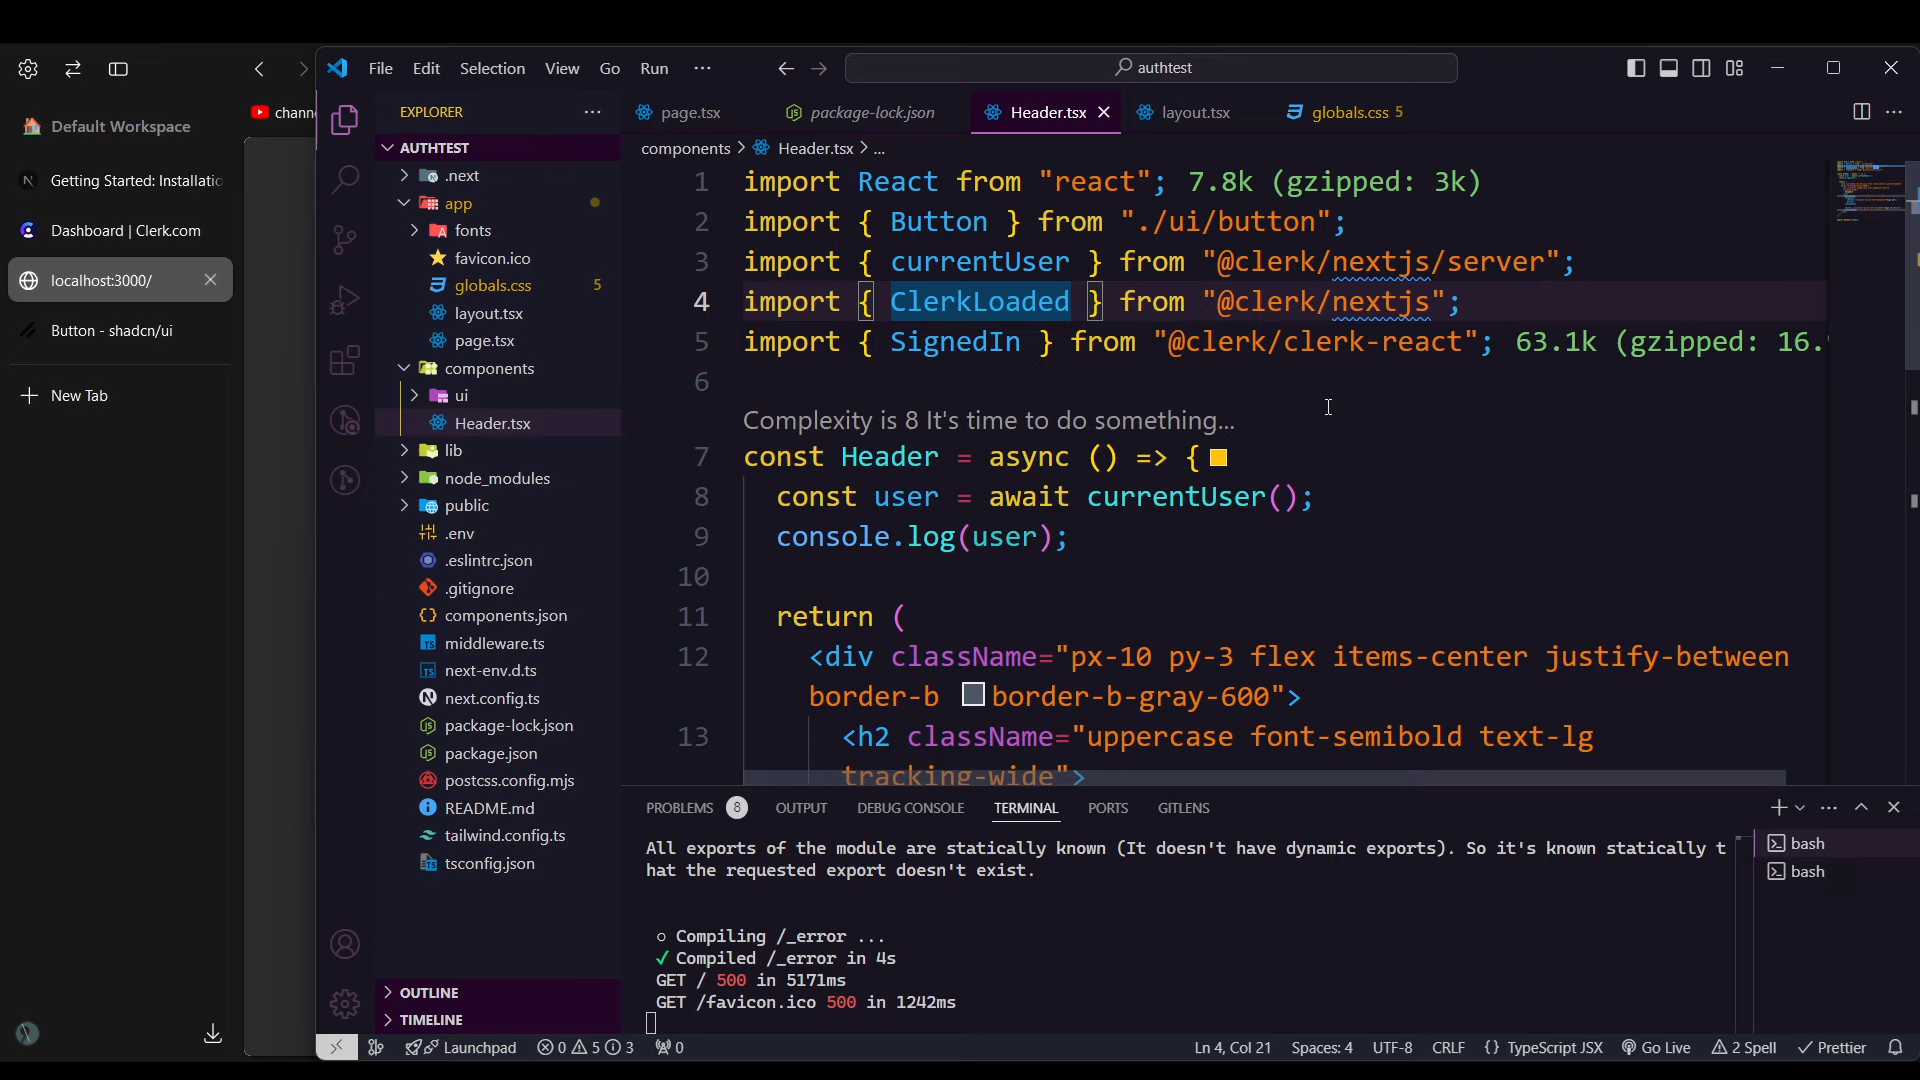 File Edit Selection View Go Run ···
authtest
Default Workspace
Getting Started: Installatio
Dashboard | Clerk.com
localhost:3000/
Button - shadcn/ui
New Tab
chann
EXPLORER
AUTHTEST
.next
app
fonts
favicon.ico
globals.css 5
layout.tsx
page.tsx
components
ui
Header.tsx
lib
node_modules
public
.env
.eslintrc.json
.gitignore
components.json
middleware.ts
next-env.d.ts
next.config.ts
package-lock.json
package.json
postcss.config.mjs
README.md
tailwind.config.ts
tsconfig.json
OUTLINE
TIMELINE
page.tsx package-lock.json Header.tsx layout.tsx globals.css 5
components > Header.tsx > ...
1 import React from "react"; 7.8k (gzipped: 3k)
2 import { Button } from "./ui/button";
3 import { currentUser } from "@clerk/nextjs/server";
4 import { ClerkLoaded } from "@clerk/nextjs";
5 import { SignedIn } from "@clerk/clerk-react"; 63.1k (gzipped: 16.
6
Complexity is 8 It's time to do something...
7 const Header = async () => {
8 const user = await currentUser();
9 console.log(user);
10
11 return (
12 <div className="px-10 py-3 flex items-center justify-between
border-b border-b-gray-600">
13 <h2 className="uppercase font-semibold text-lg
tracking-wide">
PROBLEMS 8 OUTPUT DEBUG CONSOLE TERMINAL PORTS GITLENS
All exports of the module are statically known (It doesn't have dynamic exports). So it's known statically t
hat the requested export doesn't exist.
○ Compiling /_error ...
✓ Compiled /_error in 4s
GET / 500 in 5171ms
GET /favicon.ico 500 in 1242ms
bash
bash
Launchpad 0 5 3 0 Ln 4, Col 21 Spaces: 4 UTF-8 CRLF {} TypeScript JSX Go Live 2 Spell Prettier